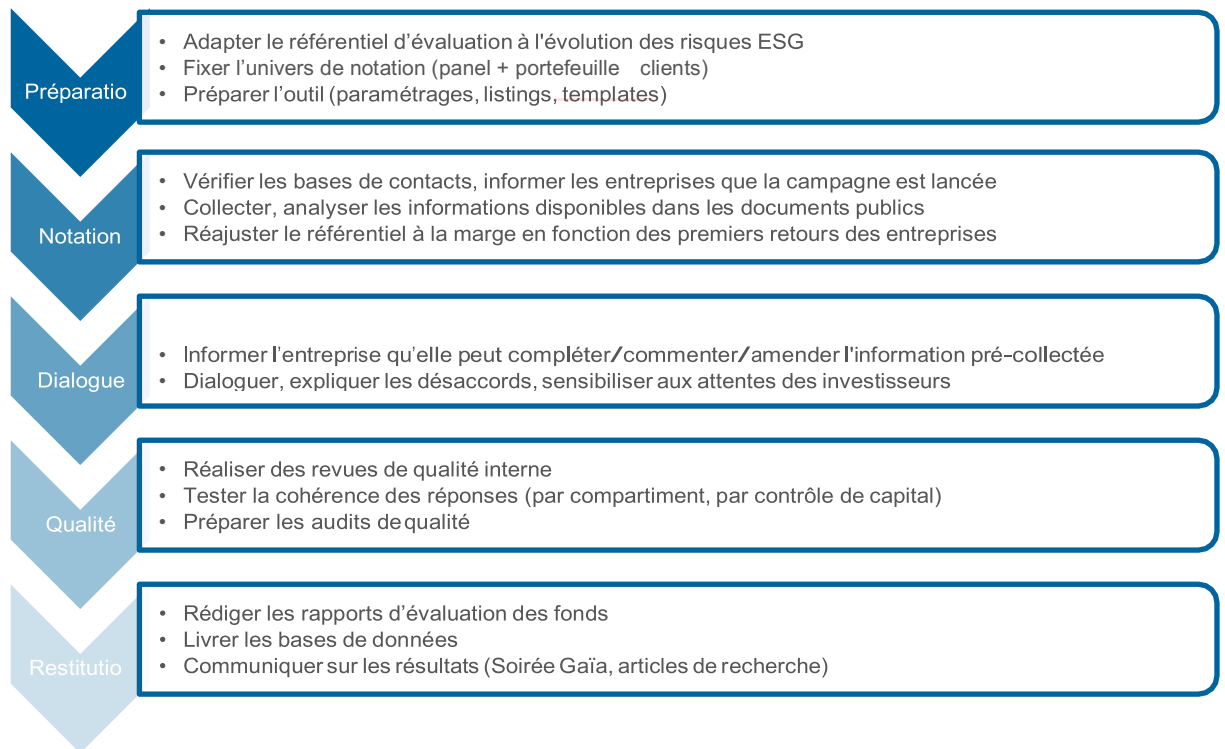 Préparatio
• Adapter le référentiel d’évaluation à l'évolution des risques ESG
• Fixer l’univers de notation (panel + portefeuille clients)
• Préparer l’outil (paramétrages, listings, templates)
Notation
• Vérifier les bases de contacts, informer les entreprises que la campagne est lancée
• Collecter, analyser les informations disponibles dans les documents publics
• Réajuster le référentiel à la marge en fonction des premiers retours des entreprises
Dialogue
• Informer l’entreprise qu’elle peut compléter/commenter/amender l'information pré-collectée
• Dialoguer, expliquer les désaccords, sensibiliser aux attentes des investisseurs
Qualité
• Réaliser des revues de qualité interne
• Tester la cohérence des réponses (par compartiment, par contrôle de capital)
• Préparer les audits de qualité
Restitutio
• Rédiger les rapports d’évaluation des fonds
• Livrer les bases de données
• Communiquer sur les résultats (Soirée Gaïa, articles de recherche)